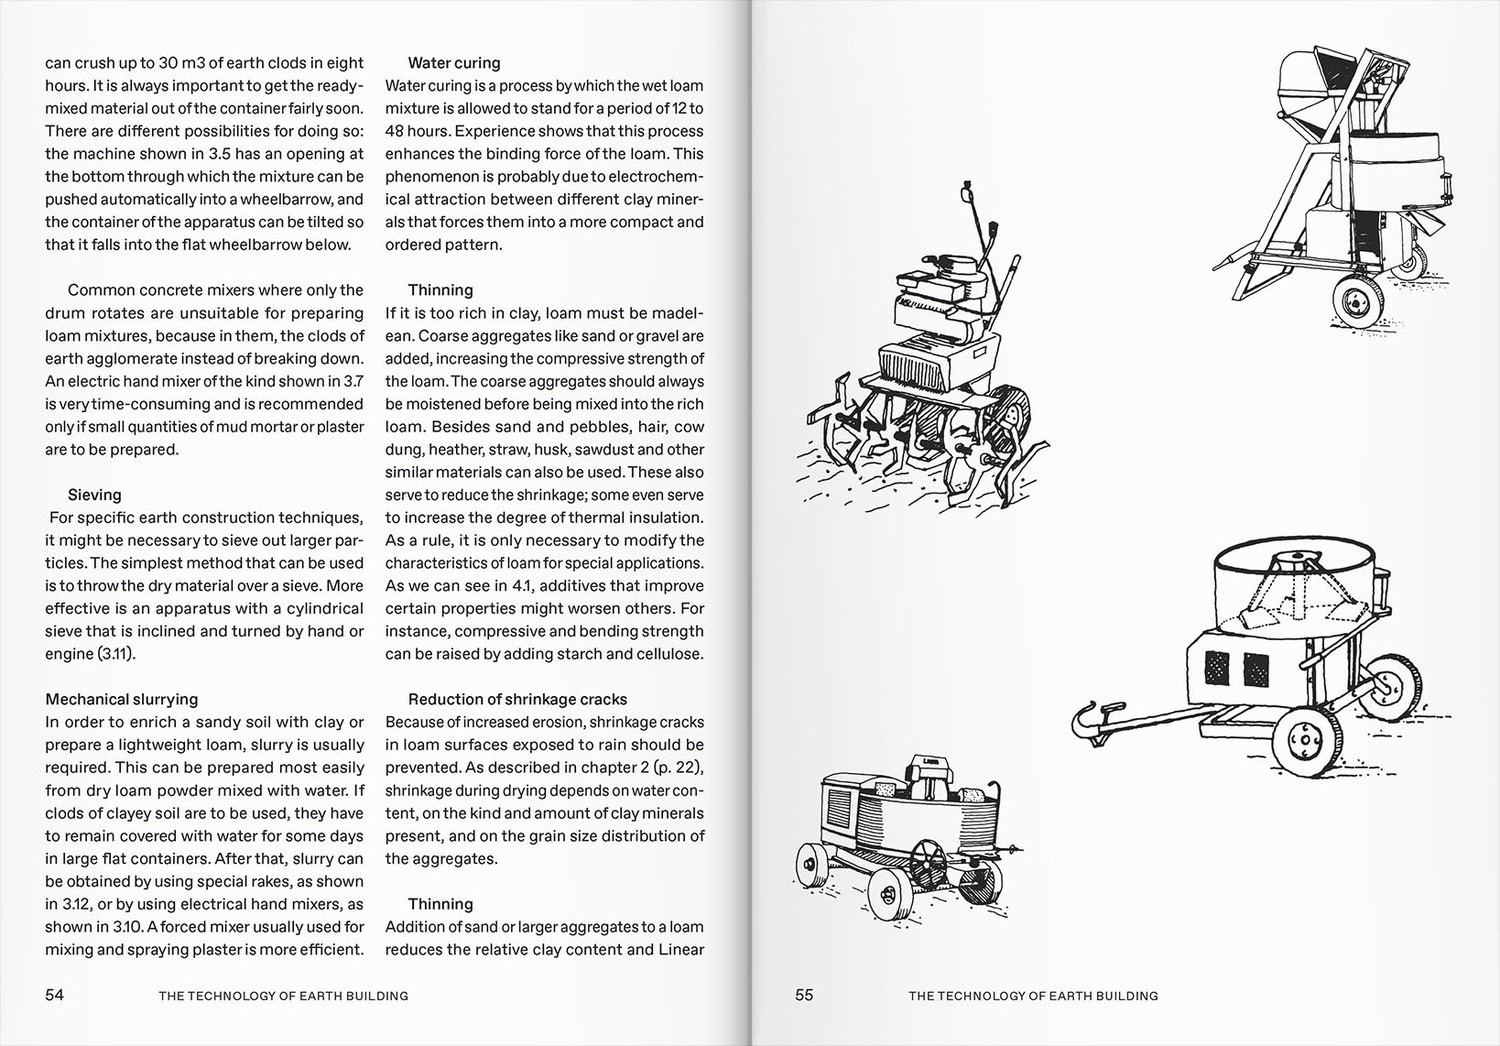 can crush up to 30 m3 of earth clods in eight
hours. It is always important to get the ready-
mixed material out of the container fairly soon.
There are different possibilities for doing so:
the machine shown in 3.5 has an opening at
the bottom through which the mixture can be
pushed automatically into a wheelbarrow, and
the container of the apparatus can be tilted so
that it falls into the flat wheelbarrow below.
Common concrete mixers where only the
drum rotates are unsuitable for preparing
loam mixtures, because in them, the clods of
earth agglomerate instead of breaking down.
An electric hand mixer of the kind shown in 3.7
is very time-consuming and is recommended
only if small quantities of mud mortar or plaster
are to be prepared.
Sieving
For specific earth construction techniques,
it might be necessary to sieve out larger par-
ticles. The simplest method that can be used
is to throw the dry material over a sieve. More
effective is an apparatus with a cylindrical
sieve that is inclined and turned by hand or
engine (3.11).
Mechanical slurrying
In order to enrich a sandy soil with clay or
prepare a lightweight loam, slurry is usually
required. This can be prepared most easily
from dry loam powder mixed with water. If
clods of clayey soil are to be used, they have
to remain covered with water for some days
in large flat containers. After that, slurry can
be obtained by using special rakes, as shown
in 3.12, or by using electrical hand mixers, as
shown in 3.10. A forced mixer usually used for
mixing and spraying plaster is more efficient.
Water curing
Water curing is a process by which the wet loam
mixture is allowed to stand for a period of 12 to
48 hours. Experience shows that this process
enhances the binding force of the loam. This
phenomenon is probably due to electrochem-
ical attraction between different clay miner-
als that forces them into a more compact and
ordered pattern.
Thinning
If it is too rich in clay, loam must be madel-
ean. Coarse aggregates like sand or gravel are
added, increasing the compressive strength of
the loam. The coarse aggregates should always
be moistened before being mixed into the rich
loam. Besides sand and pebbles, hair, cow
dung, heather, straw, husk, sawdust and other
similar materials can also be used. These also
serve to reduce the shrinkage; some even serve
to increase the degree of thermal insulation.
As a rule, it is only necessary to modify the
characteristics of loam for special applications.
As we can see in 4.1, additives that improve
certain properties might worsen others. For
instance, compressive and bending strength
can be raised by adding starch and cellulose.
Reduction of shrinkage cracks
Because of increased erosion, shrinkage cracks
in loam surfaces exposed to rain should be
prevented. As described in chapter 2 (p. 22),
shrinkage during drying depends on water con-
tent, on the kind and amount of clay minerals
present, and on the grain size distribution of
the aggregates.
Thinning
Addition of sand or larger aggregates to a loam
reduces the relative clay content and Linear
54 THE TECHNOLOGY OF EARTH BUILDING
55 THE TECHNOLOGY OF EARTH BUILDING